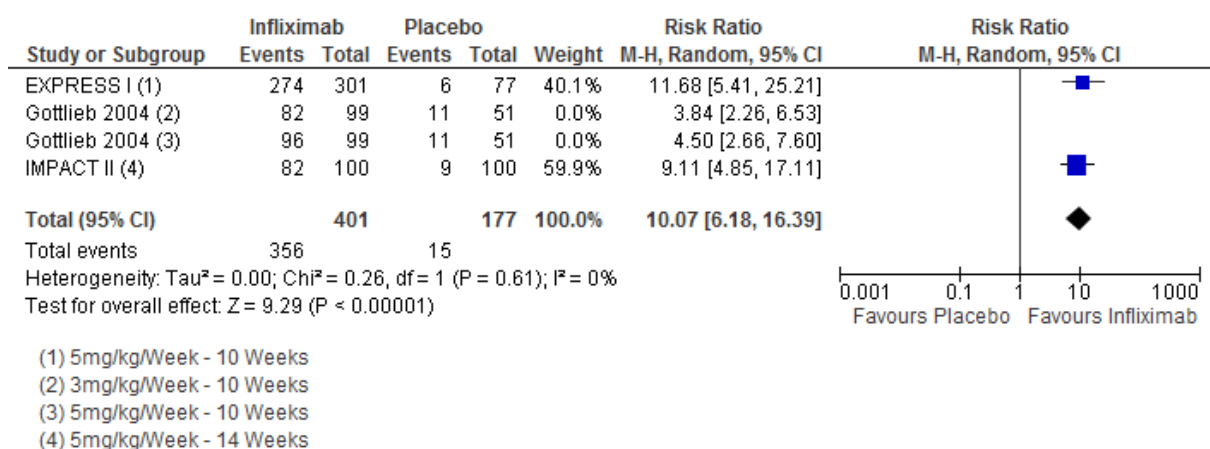 Infliximab Placebo Risk Ratio Risk Ratio
Study or Subgroup Events Total Events Total Weight M-H, Random, 95% CI M-H, Random, 95% CI
EXPRESS I (1) 274 301 6 77 40.1% 11.68 [5.41, 25.21]
Gottlieb 2004 (2) 82 99 11 51 0.0% 3.84 [2.26, 6.53]
Gottlieb 2004 (3) 96 99 11 51 0.0% 4.50 [2.66, 7.60]
IMPACT II (4) 82 100 9 100 59.9% 9.11 [4.85, 17.11]
Total (95% CI) 401 177 100.0% 10.07 [6.18, 16.39]
Total events 356 15
Heterogeneity: Tau² = 0.00; Chi² = 0.26, df = 1 (P = 0.61); I² = 0%
Test for overall effect: Z = 9.29 (P < 0.00001)
0.001 0.1 1 10 1000
Favours Placebo Favours Infliximab
(1) 5mg/kg/Week - 10 Weeks
(2) 3mg/kg/Week - 10 Weeks
(3) 5mg/kg/Week - 10 Weeks
(4) 5mg/kg/Week - 14 Weeks